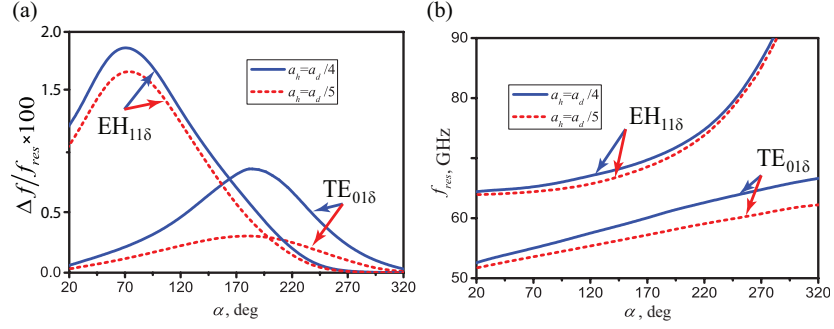 (a)
2.0
1.5
0.5
0.0
20 70 120 170 220 270 320
α, deg
Δf/f_res×100
a_h=a_d/4
a_h=a_d/5
EH_11δ
TE_01δ
(b)
90
80
70
60
50
20 70 120 170 220 270 320
α, deg
f_res, GHz
a_h=a_d/4
a_h=a_d/5
EH_11δ
TE_01δ